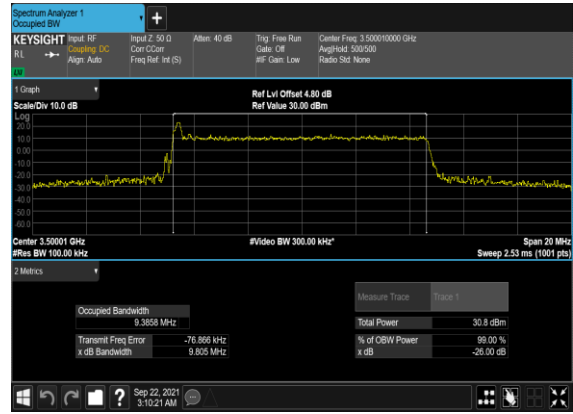 Spectrum Analyzer 1
Occupied BW
KEYSIGHT Input: RF
RL Coupling: DC
Align: Auto
Input Z: 50 Ω
Corr CCorr
Freq Ref: Int (S)
Atten: 40 dB
Trig: Free Run
Gate: Off
#IF Gain: Low
Center Freq: 3.500010000 GHz
Avg|Hold: 500/500
Radio Std: None
1 Graph
Scale/Div 10.0 dB
Ref Lvl Offset 4.80 dB
Ref Value 30.00 dBm
Log
20.0
10.0
0.00
-10.0
-20.0
-30.0
-40.0
-50.0
-60.0
Center 3.50001 GHz
#Res BW 100.00 kHz
#Video BW 300.00 kHz*
Span 20 MHz
Sweep 2.53 ms (1001 pts)
2 Metrics
Measure Trace Trace 1
Occupied Bandwidth
9.3858 MHz
Total Power 30.8 dBm
Transmit Freq Error -76.866 kHz
% of OBW Power 99.00 %
x dB Bandwidth 9.805 MHz
x dB -26.00 dB
?
Sep 22, 2021
3:10:21 AM